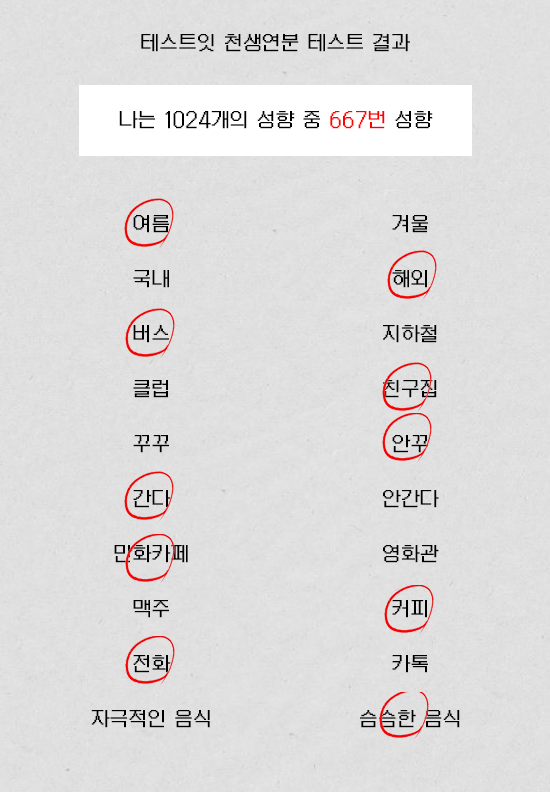 테스트잇 천생연분 테스트 결과
나는 1024개의 성향 중 667번 성향
여름 겨울
국내 해외
버스 지하철
클럽 친구집
꾸꾸 안꾸
간다 안간다
만화카페 영화관
맥주 커피
전화 카톡
자극적인 음식 슴슴한 음식